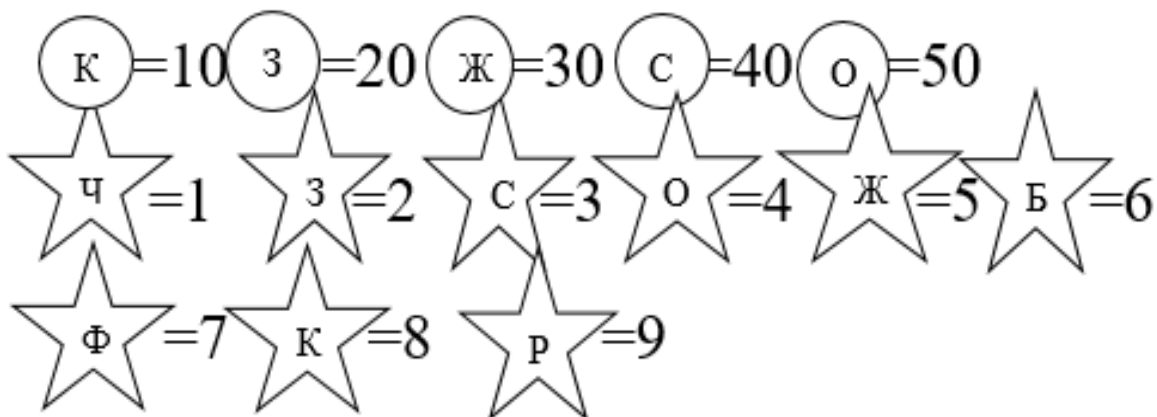 К =10 З =20 Ж =30 С =40 О =50
Ч =1 З =2 С =3 О =4 Ж =5 Б =6
Ф =7 К =8 Р =9